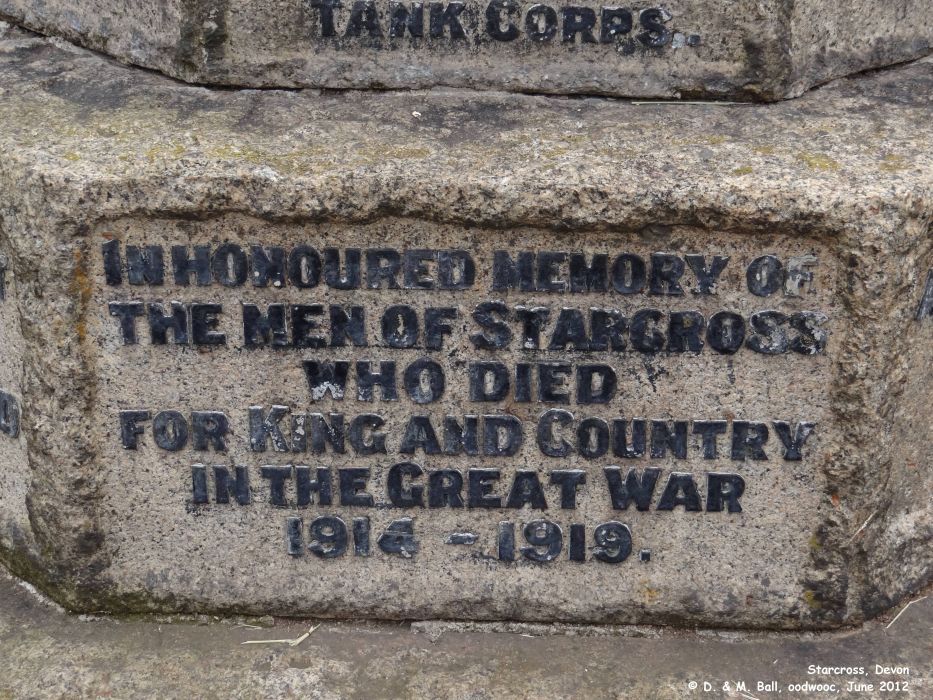 TANK CORPS.
IN HONOURED MEMORY OF
THE MEN OF STARCROSS
WHO DIED
FOR KING AND COUNTRY
IN THE GREAT WAR
1914 - 1919.
Starcross, Devon
© D. & M. Ball, oodwooc, June 2012